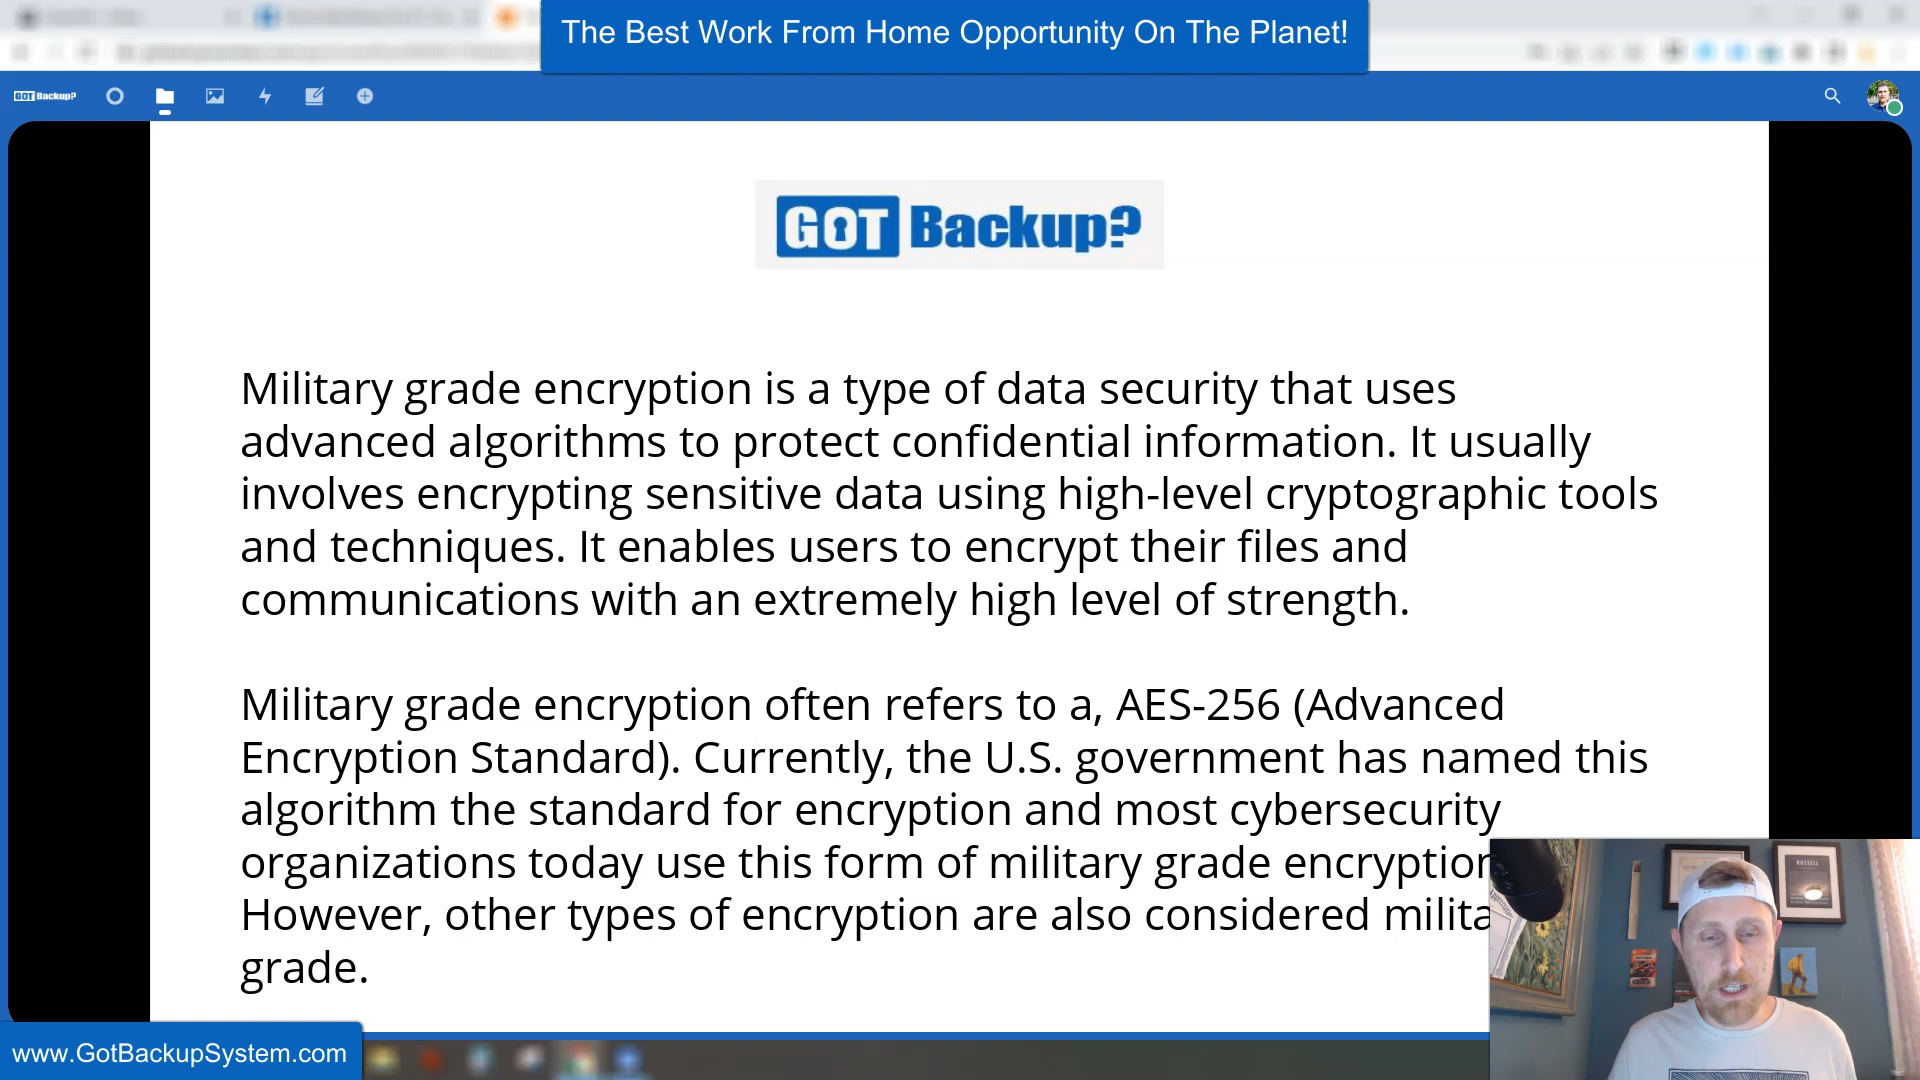 The Best Work From Home Opportunity On The Planet!
GOT Backup?
GOT Backup?
Military grade encryption is a type of data security that uses
advanced algorithms to protect confidential information. It usually
involves encrypting sensitive data using high-level cryptographic tools
and techniques. It enables users to encrypt their files and
communications with an extremely high level of strength.
Military grade encryption often refers to a, AES-256 (Advanced
Encryption Standard). Currently, the U.S. government has named this
algorithm the standard for encryption and most cybersecurity
organizations today use this form of military grade encryption
However, other types of encryption are also considered milita
grade.
RUSSELL
www.GotBackupSystem.com